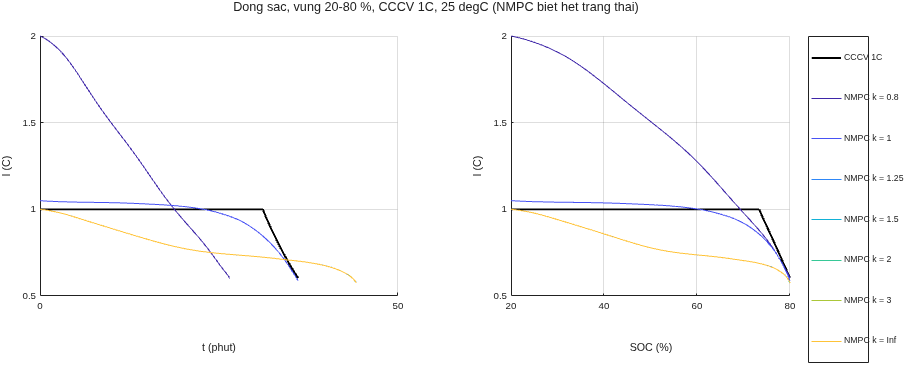 Dong sac, vung 20-80 %, CCCV 1C, 25 degC (NMPC biet het trang thai)
I (C)
2
1.5
1
0.5
0
50
t (phut)
I (C)
2
1.5
1
0.5
20
40
60
80
SOC (%)
CCCV 1C
NMPC k = 0.8
NMPC k = 1
NMPC k = 1.25
NMPC k = 1.5
NMPC k = 2
NMPC k = 3
NMPC k = Inf